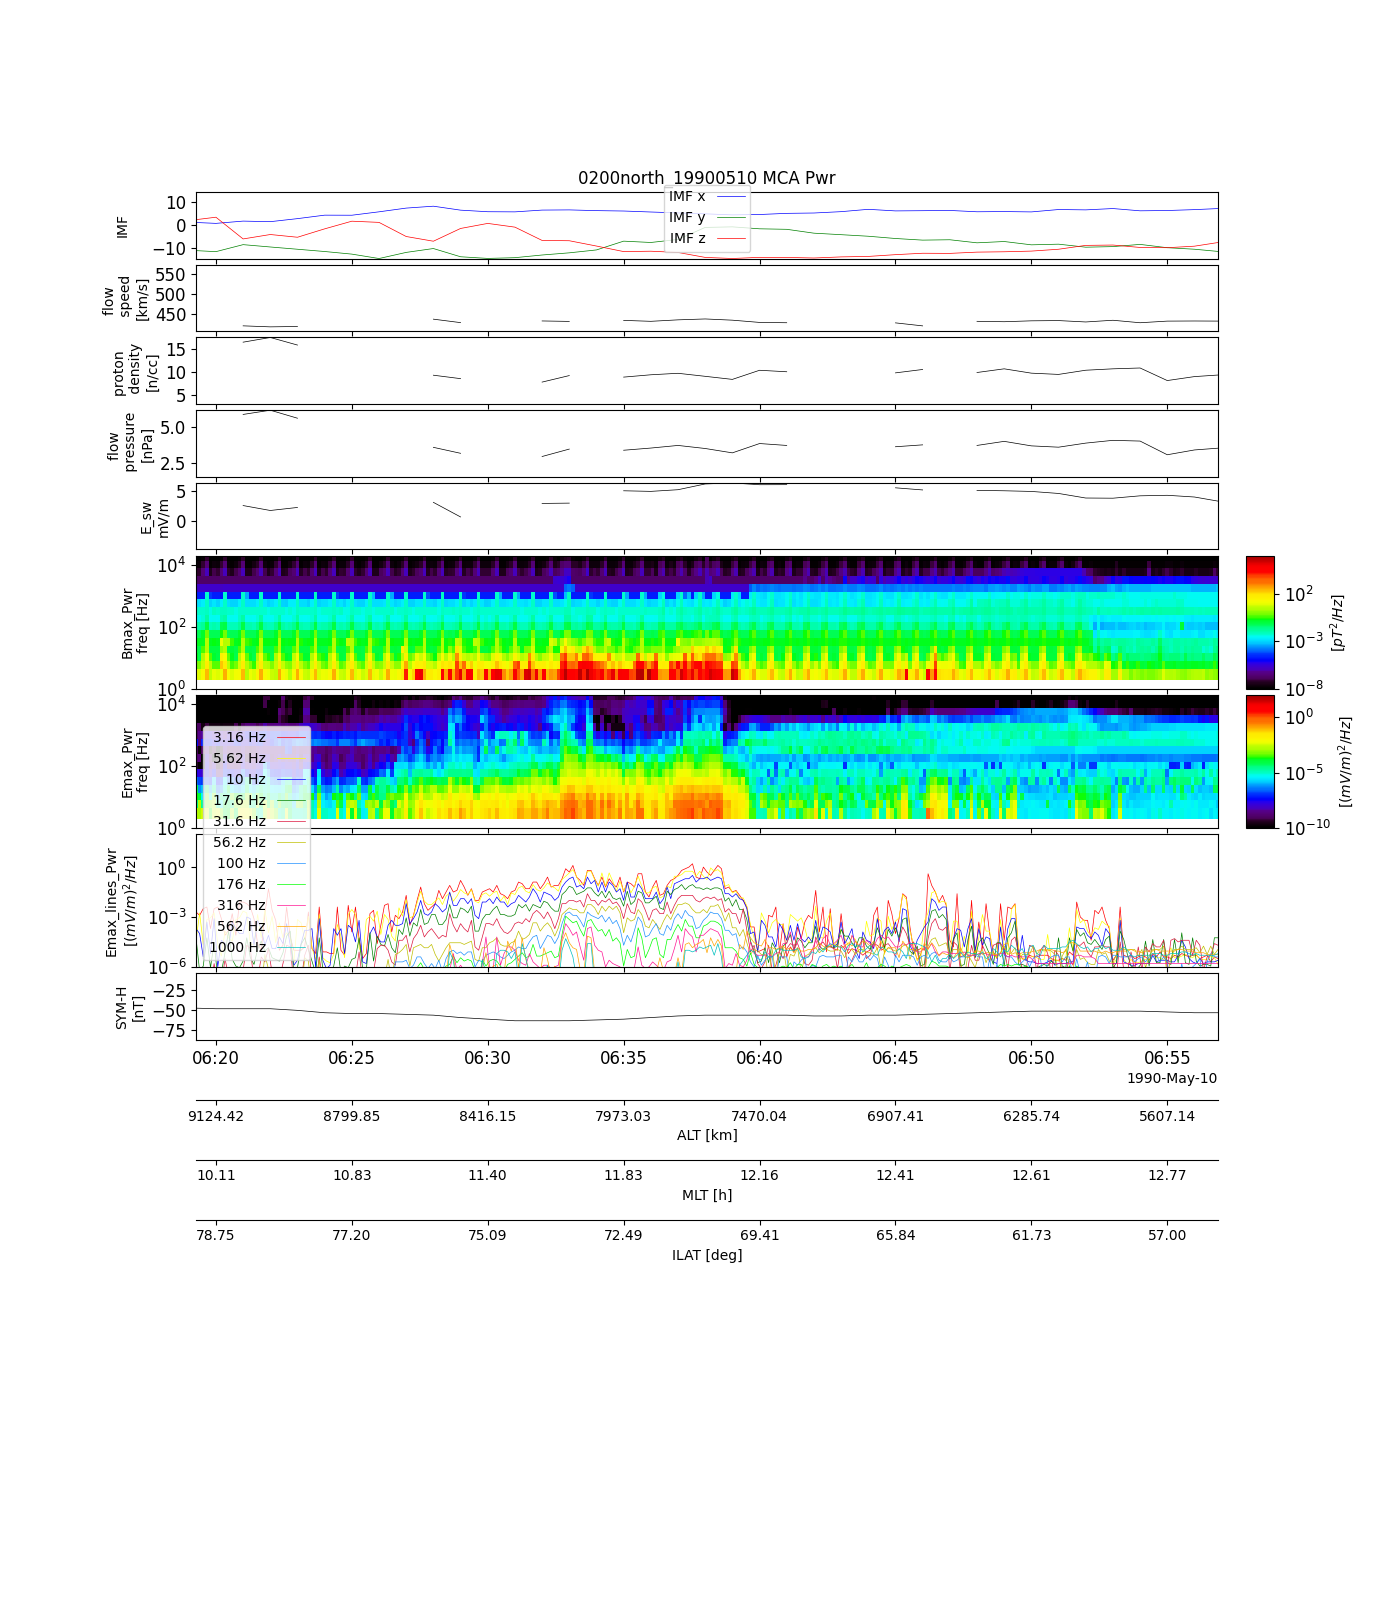 0200north_19900510 MCA Pwr
IMF
10
0
−10
IMF x
IMF y
IMF z
flow
speed
[km/s]
550
500
450
proton
density
[n/cc]
15
10
5
flow
pressure
[nPa]
5.0
2.5
E_sw
mV/m
5
0
Bmax_Pwr
freq [Hz]
10^4
10^2
10^0
10^2
10^−3
10^−8
[pT^2/Hz]
Emax_Pwr
freq [Hz]
10^4
10^2
10^0
10^0
10^−5
10^−10
[(mV/m)^2/Hz]
3.16 Hz
5.62 Hz
10 Hz
17.6 Hz
31.6 Hz
56.2 Hz
100 Hz
176 Hz
316 Hz
562 Hz
1000 Hz
Emax_lines_Pwr
[(mV/m)^2/Hz]
10^0
10^−3
10^−6
SYM-H
[nT]
−25
−50
−75
06:20 06:25 06:30 06:35 06:40 06:45 06:50 06:55
1990-May-10
9124.42 8799.85 8416.15 7973.03 7470.04 6907.41 6285.74 5607.14
ALT [km]
10.11 10.83 11.40 11.83 12.16 12.41 12.61 12.77
MLT [h]
78.75 77.20 75.09 72.49 69.41 65.84 61.73 57.00
ILAT [deg]